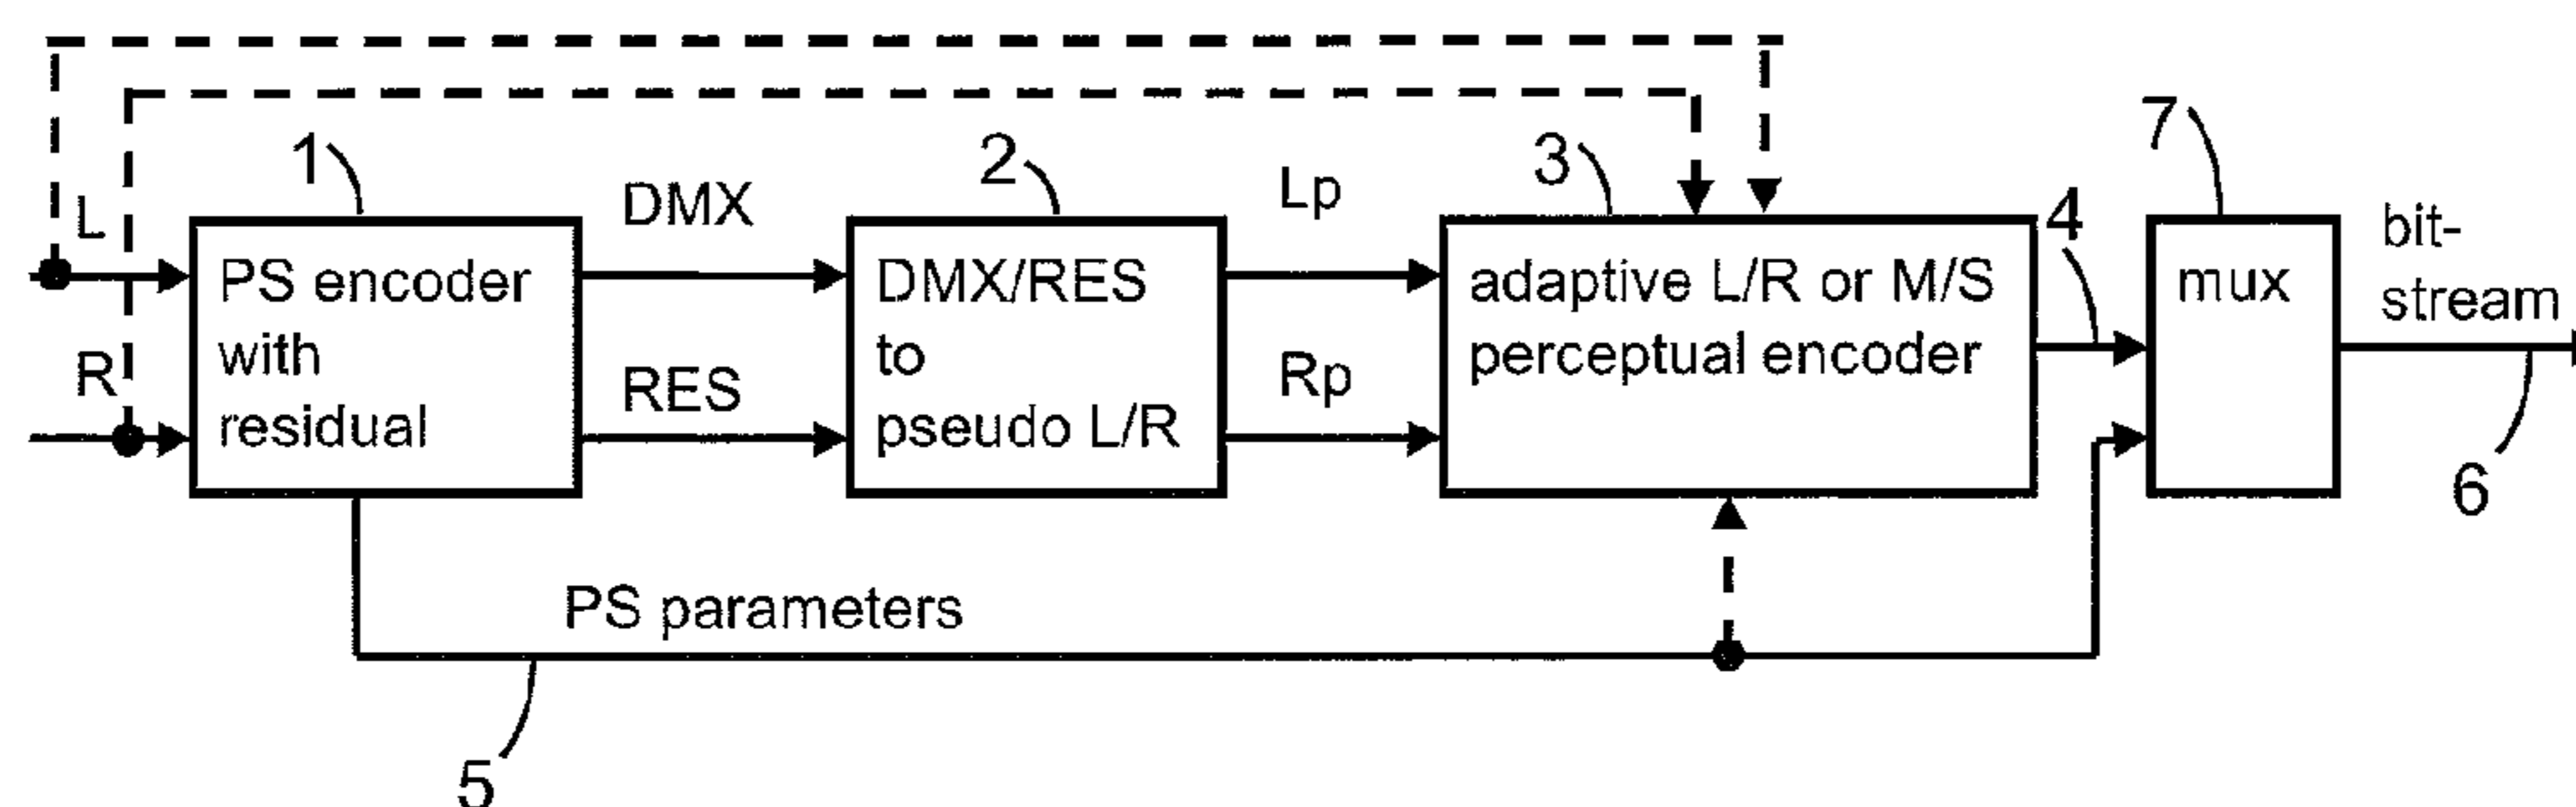 1
2
3
7
4
L
R
PS encoder
with
residual
DMX
RES
DMX/RES
to
pseudo L/R
Lp
Rp
adaptive L/R or M/S
perceptual encoder
mux
bit-
stream
6
PS parameters
5